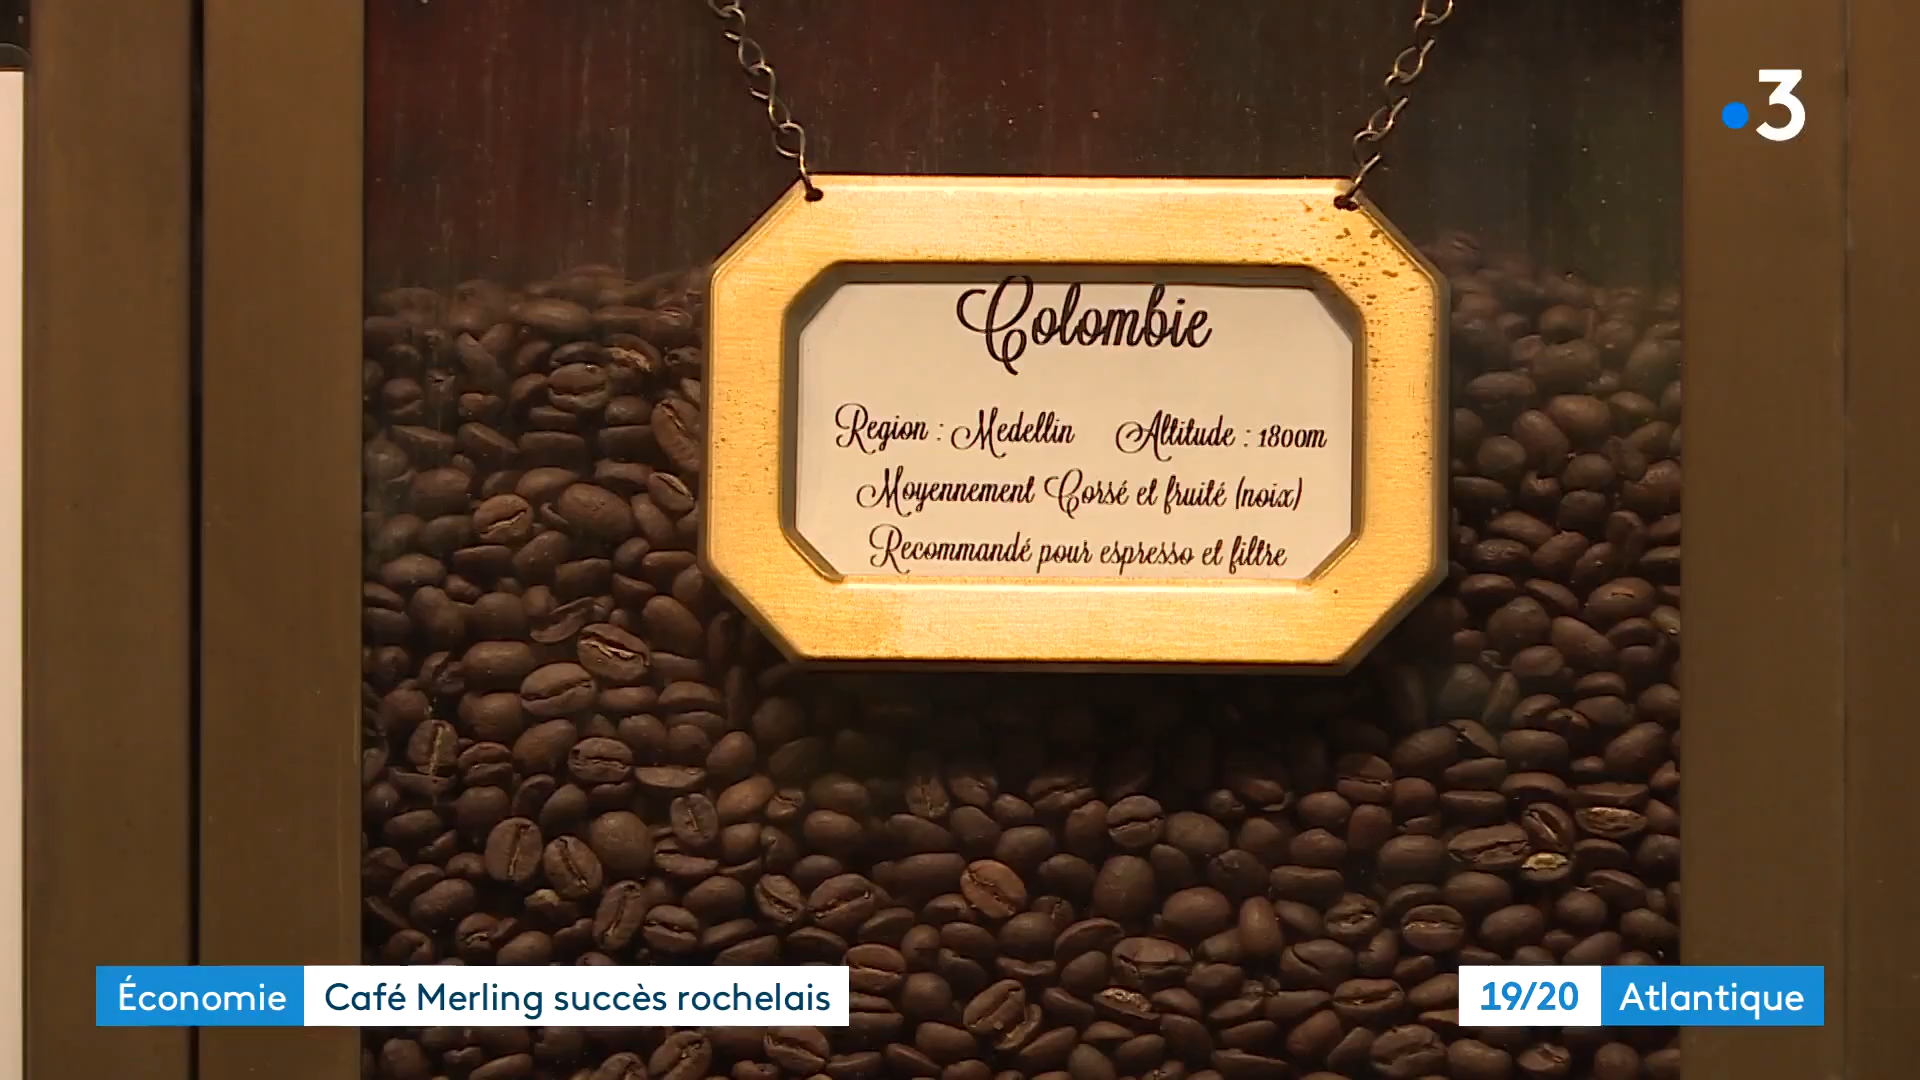 3
Colombie
Region : Medellin Altitude : 1800m
Moyennement Corsé et fruité (noix)
Recommandé pour espresso et filtre
Économie Café Merling succès rochelais
19/20 Atlantique